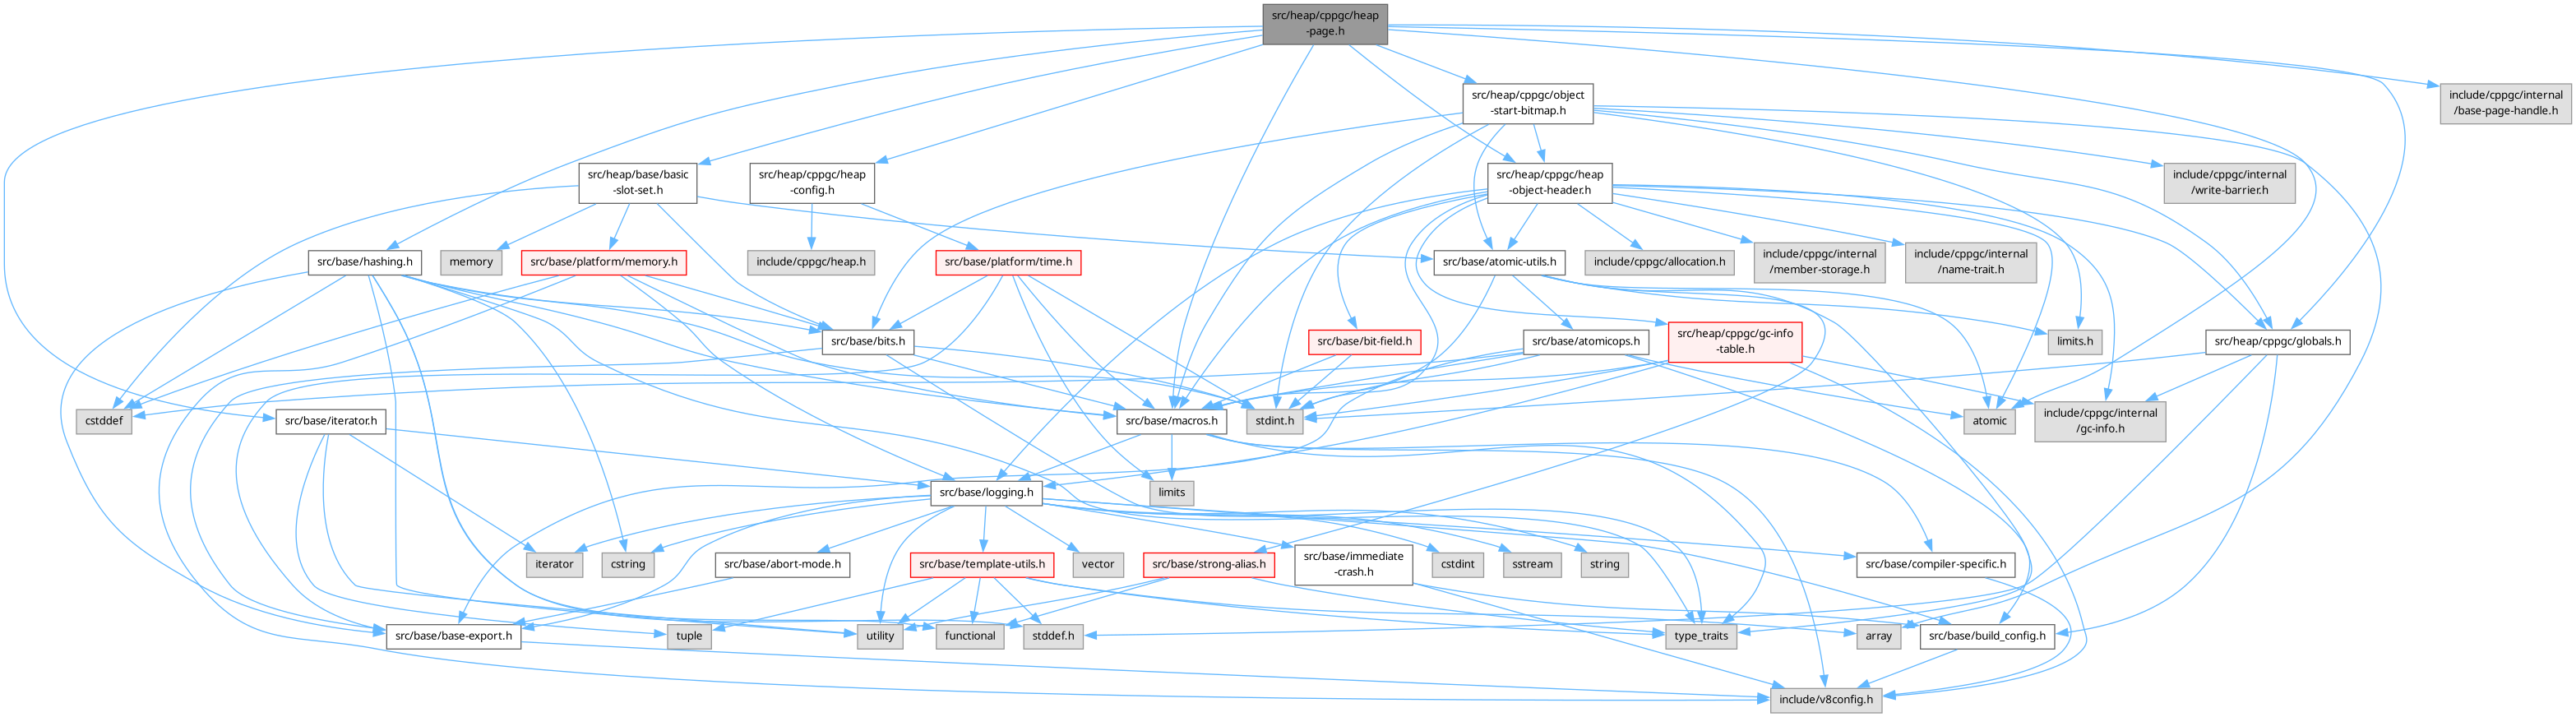 src/heap/cppgc/heap
-page.h
include/cppgc/internal
/base-page-handle.h
src/heap/cppgc/object
-start-bitmap.h
src/heap/base/basic
-slot-set.h
src/heap/cppgc/heap
-config.h
src/heap/cppgc/heap
-object-header.h
include/cppgc/internal
/write-barrier.h
src/base/hashing.h
memory
src/base/platform/memory.h
include/cppgc/heap.h
src/base/platform/time.h
src/base/atomic-utils.h
include/cppgc/allocation.h
include/cppgc/internal
/member-storage.h
include/cppgc/internal
/name-trait.h
src/base/bits.h
src/base/bit-field.h
src/base/atomicops.h
src/heap/cppgc/gc-info
-table.h
limits.h
src/heap/cppgc/globals.h
cstddef
src/base/iterator.h
src/base/macros.h
stdint.h
atomic
include/cppgc/internal
/gc-info.h
src/base/logging.h
limits
iterator
cstring
src/base/abort-mode.h
src/base/template-utils.h
vector
src/base/strong-alias.h
src/base/immediate
-crash.h
cstdint
sstream
string
src/base/compiler-specific.h
src/base/base-export.h
tuple
utility
functional
stddef.h
type_traits
array
src/base/build_config.h
include/v8config.h